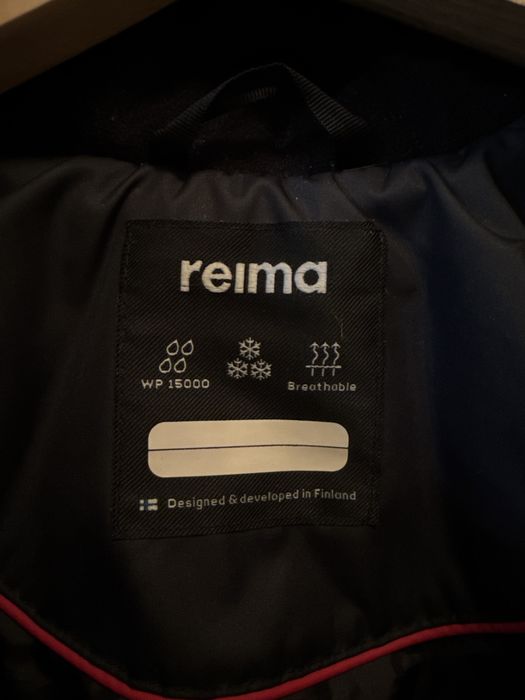 reima
WP 15000
Breathable
Designed & developed in Finland